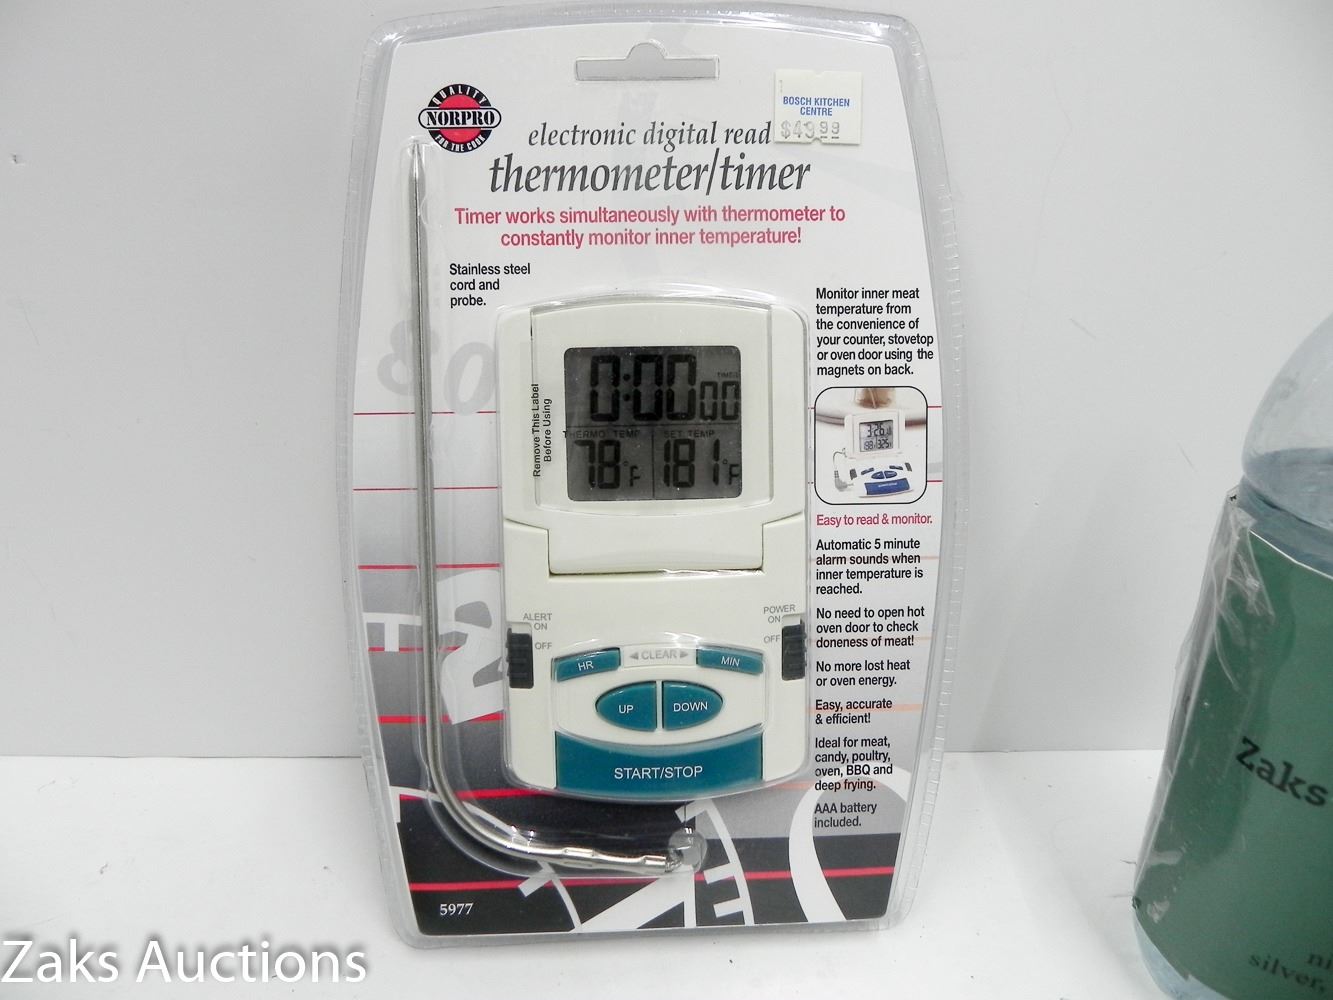 QUALITY
NORPRO
FOR THE COOK
BOSCH KITCHEN
CENTRE
electronic digital read
thermometer/timer
Timer works simultaneously with thermometer to
constantly monitor inner temperature!
Stainless steel
cord and
probe.
Monitor inner meat
temperature from
the convenience of
your counter, stovetop
or oven door using the
magnets on back.
Remove This Label
Before Using
0:00 00
THERMO TEMP
SET TEMP
78°F
181°F
Easy to read & monitor.
Automatic 5 minute
alarm sounds when
inner temperature is
reached.
No need to open hot
oven door to check
doneness of meat!
No more lost heat
or oven energy.
Easy, accurate
& efficient!
Ideal for meat,
candy, poultry,
oven, BBQ and
deep frying.
AAA battery
included.
ALERT
ON
OFF
POWER
ON
OFF
HR
CLEAR
MIN
UP
DOWN
START/STOP
5977
Zaks
silver,
Zaks Auctions